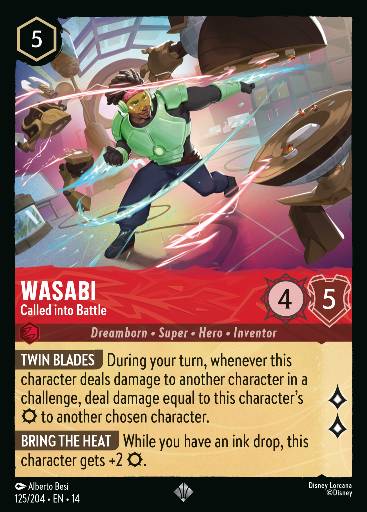 5
WASABI
Called into Battle
4
5
Dreamborn • Super • Hero • Inventor
TWIN BLADES During your turn, whenever this
character deals damage to another character in a
challenge, deal damage equal to this character's
to another chosen character.
BRING THE HEAT While you have an ink drop, this
character gets +2 .
Alberto Besi
125/204 • EN • 14
Disney Lorcana
©Disney